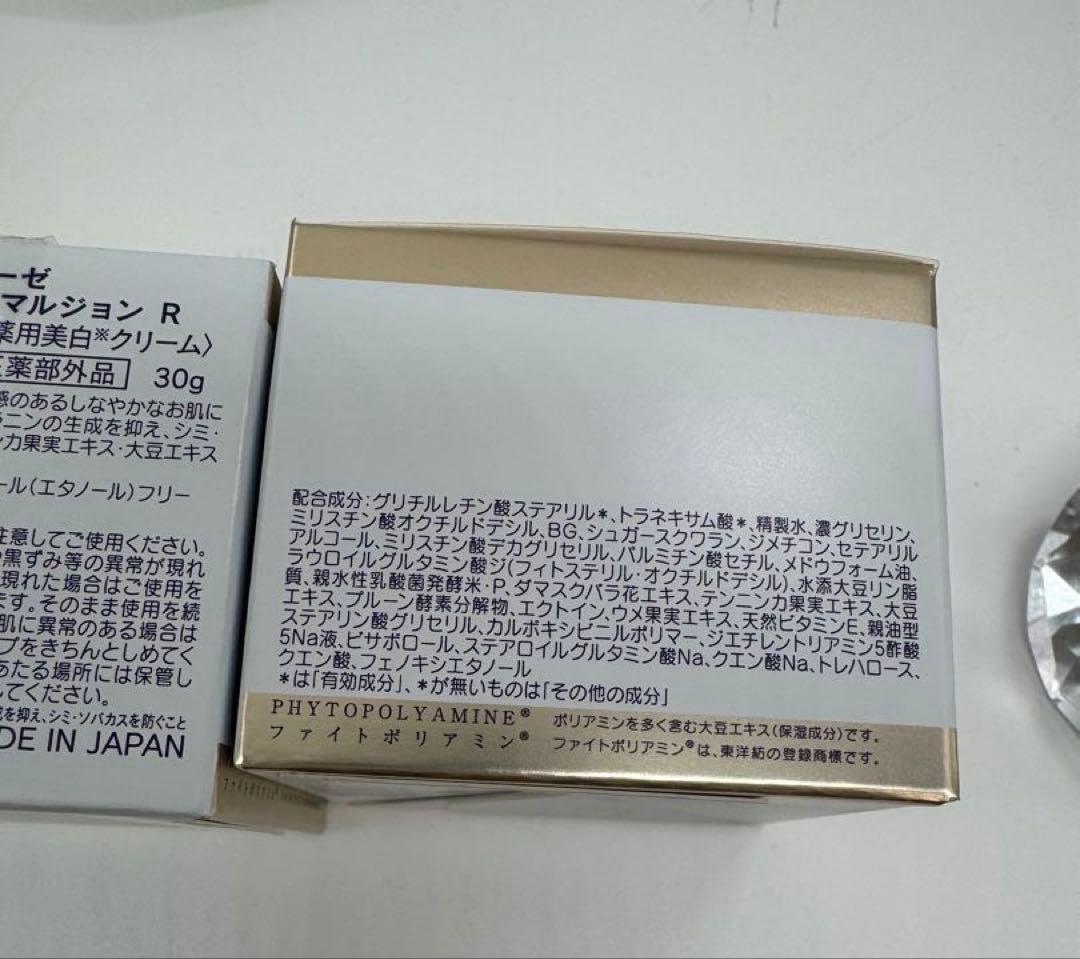 ーゼ
マルジョン R
薬用美白※クリーム〉
薬部外品 30g
感のあるしなやかなお肌に
ラニンの生成を抑え、シミ・
ンカ果実エキス・大豆エキス
ール(エタノール)フリー
注意してご使用ください。
や黒ずみ等の異常が現れ
現れた場合はご使用を
ます。そのまま使用を続
肌に異常のある場合は
プをきちんとしめてく
あたる場所には保管し
てください。
成を抑え、シミ・ソバカスを防ぐこと
DE IN JAPAN
配合成分:グリチルレチン酸ステアリル*、トラネキサム酸*、精製水、濃グリセリン、
ミリスチン酸オクチルドデシル、BG、シュガースクワラン、ジメチコン、セテアリル
アルコール、ミリスチン酸デカグリセリル、パルミチン酸セチル、メドウフォーム油、
ラウロイルグルタミン酸ジ(フィトステリル・オクチルドデシル)、水添大豆リン脂
質、親水性乳酸菌発酵米・P、ダマスクバラ花エキス、テンニンカ果実エキス、大豆
エキス、プルーン酵素分解物、エクトイン、ウメ果実エキス、天然ビタミンE、親油型
ステアリン酸グリセリル、カルボキシビニルポリマー、ジエチレントリアミン5酢酸
5Na液、ビサボロール、ステアロイルグルタミン酸Na、クエン酸Na、トレハロース、
クエン酸、フェノキシエタノール
*は「有効成分」、*が無いものは「その他の成分」
PHYTOPOLYAMINE® ポリアミンを多く含む大豆エキス(保湿成分)です。
ファイトポリアミン® ファイトポリアミン®は、東洋紡の登録商標です。